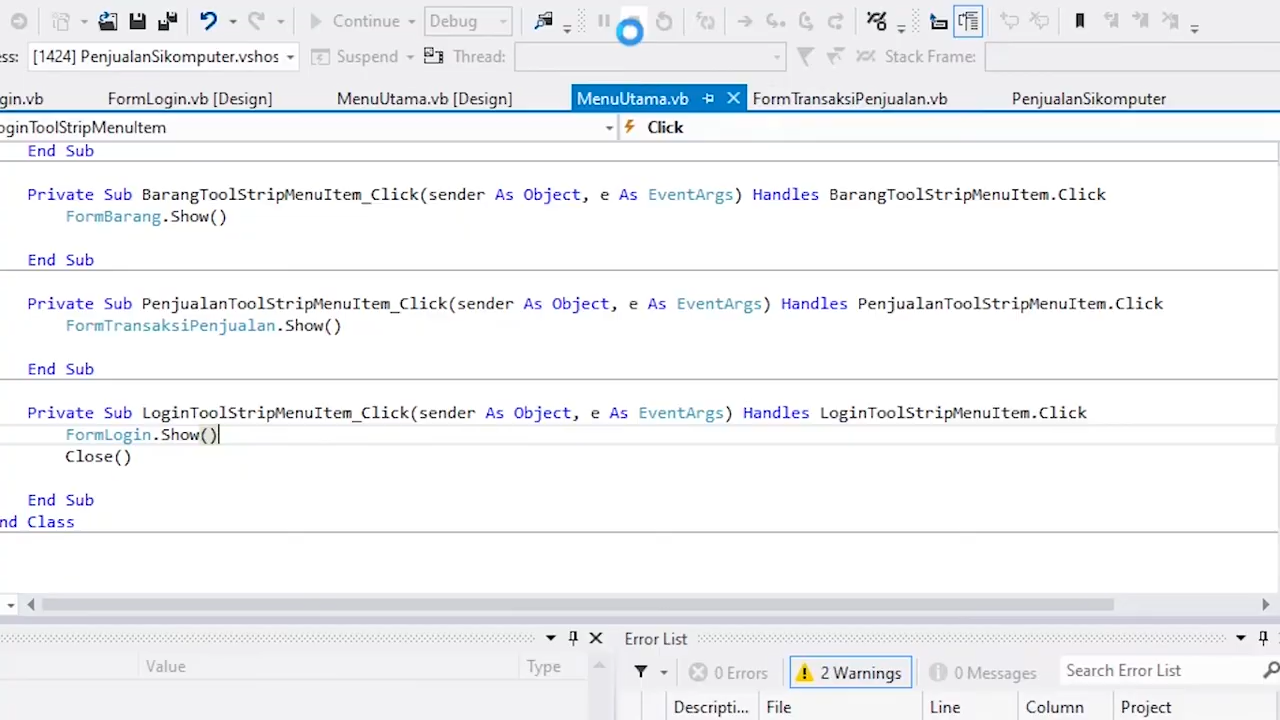 Continue Debug
ss: [1424] PenjualanSikomputer.vshos Suspend Thread: Stack Frame:
gin.vb FormLogin.vb [Design] MenuUtama.vb [Design] MenuUtama.vb FormTransaksiPenjualan.vb PenjualanSikomputer
oginToolStripMenuItem Click
End Sub
Private Sub BarangToolStripMenuItem_Click(sender As Object, e As EventArgs) Handles BarangToolStripMenuItem.Click
FormBarang.Show()
End Sub
Private Sub PenjualanToolStripMenuItem_Click(sender As Object, e As EventArgs) Handles PenjualanToolStripMenuItem.Click
FormTransaksiPenjualan.Show()
End Sub
Private Sub LoginToolStripMenuItem_Click(sender As Object, e As EventArgs) Handles LoginToolStripMenuItem.Click
FormLogin.Show()
Close()
End Sub
nd Class
Error List
Value Type 0 Errors 2 Warnings 0 Messages Search Error List
Descripti... File Line Column Project